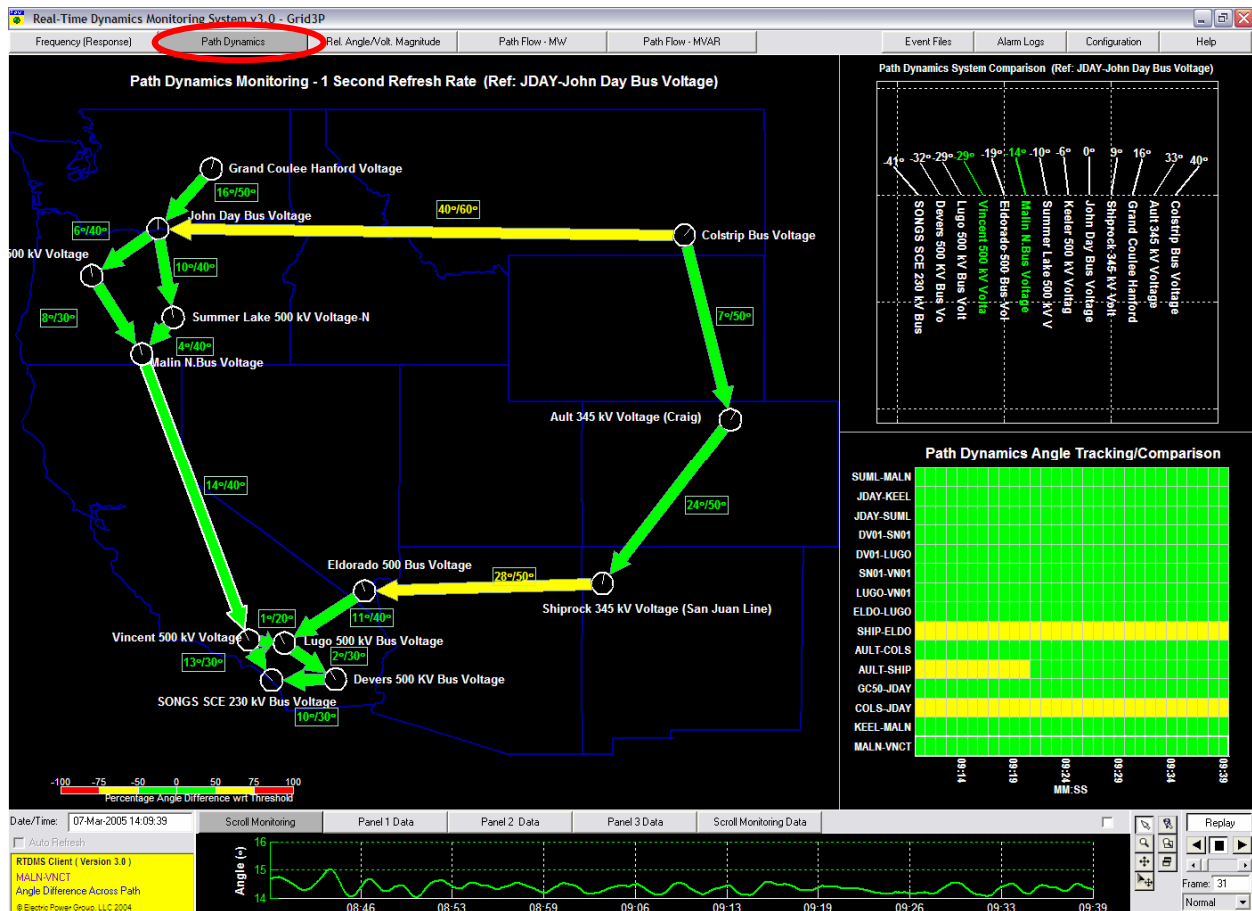 Real-Time Dynamics Monitoring System v3.0 - Grid3P
Frequency (Response)
Path Dynamics
Rel. Angle/Volt. Magnitude
Path Flow - MW
Path Flow - MVAR
Event Files
Alarm Logs
Configuration
Help
Path Dynamics Monitoring - 1 Second Refresh Rate (Ref: JDAY-John Day Bus Voltage)
Grand Coulee Hanford Voltage
16º/50º
John Day Bus Voltage
40º/60º
Colstrip Bus Voltage
6º/40º
500 kV Voltage
10º/40º
8º/30º
Summer Lake 500 kV Voltage-N
7º/50º
4º/40º
Malin N.Bus Voltage
Ault 345 kV Voltage (Craig)
14º/40º
24º/50º
Eldorado 500 Bus Voltage
28º/50º
Shiprock 345 kV Voltage (San Juan Line)
11º/40º
1º/20º
Vincent 500 kV Voltage
Lugo 500 kV Bus Voltage
13º/30º
2º/30º
Devers 500 KV Bus Voltage
SONGS SCE 230 kV Bus Voltage
10º/30º
-100 -75 -50 0 50 75 100
Percentage Angle Difference wrt Threshold
Path Dynamics System Comparison (Ref: JDAY-John Day Bus Voltage)
-41º -32º -29º -29º -19º -14º -10º -6º 0º 9º 16º 33º 40º
SONGS SCE 230 kV Bus
Devers 500 KV Bus Vo
Lugo 500 kV Bus Volt
Vincent 500 kV Volta
Eldorado 500 Bus Vol
Malin N.Bus Voltage
Summer Lake 500 kV V
Keeler 500 kV Voltag
John Day Bus Voltage
Shiprock 345 kV Volt
Grand Coulee Hanford
Ault 345 kV Voltage
Colstrip Bus Voltage
Path Dynamics Angle Tracking/Comparison
SUML-MALN
JDAY-KEEL
JDAY-SUML
DV01-SN01
DV01-LUGO
SN01-VN01
LUGO-VN01
ELDO-LUGO
SHIP-ELDO
AULT-COLS
AULT-SHIP
GC50-JDAY
COLS-JDAY
KEEL-MALN
MALN-VNCT
09:14 09:19 09:24 09:29 09:34 09:39
MM:SS
Date/Time: 07-Mar-2005 14:09:39
Auto Refresh
RTDMS Client ( Version 3.0 )
MALN-VNCT
Angle Difference Across Path
© Electric Power Group, LLC 2004
Scroll Monitoring
Panel 1 Data
Panel 2 Data
Panel 3 Data
Scroll Monitoring Data
Angle (º)
16
15
14
08:46 08:53 08:59 09:06 09:13 09:19 09:26 09:33 09:39
Replay
Frame: 31
Normal